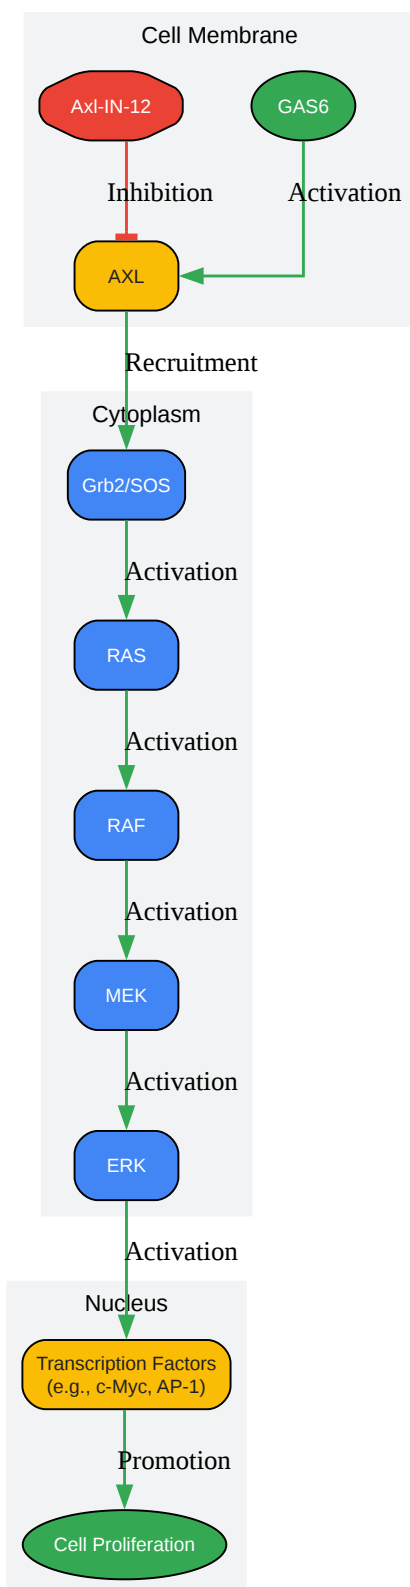 Cell Membrane
Axl-IN-12
GAS6
Inhibition
Activation
AXL
Recruitment
Cytoplasm
Grb2/SOS
Activation
RAS
Activation
RAF
Activation
MEK
Activation
ERK
Activation
Nucleus
Transcription Factors
(e.g., c-Myc, AP-1)
Promotion
Cell Proliferation